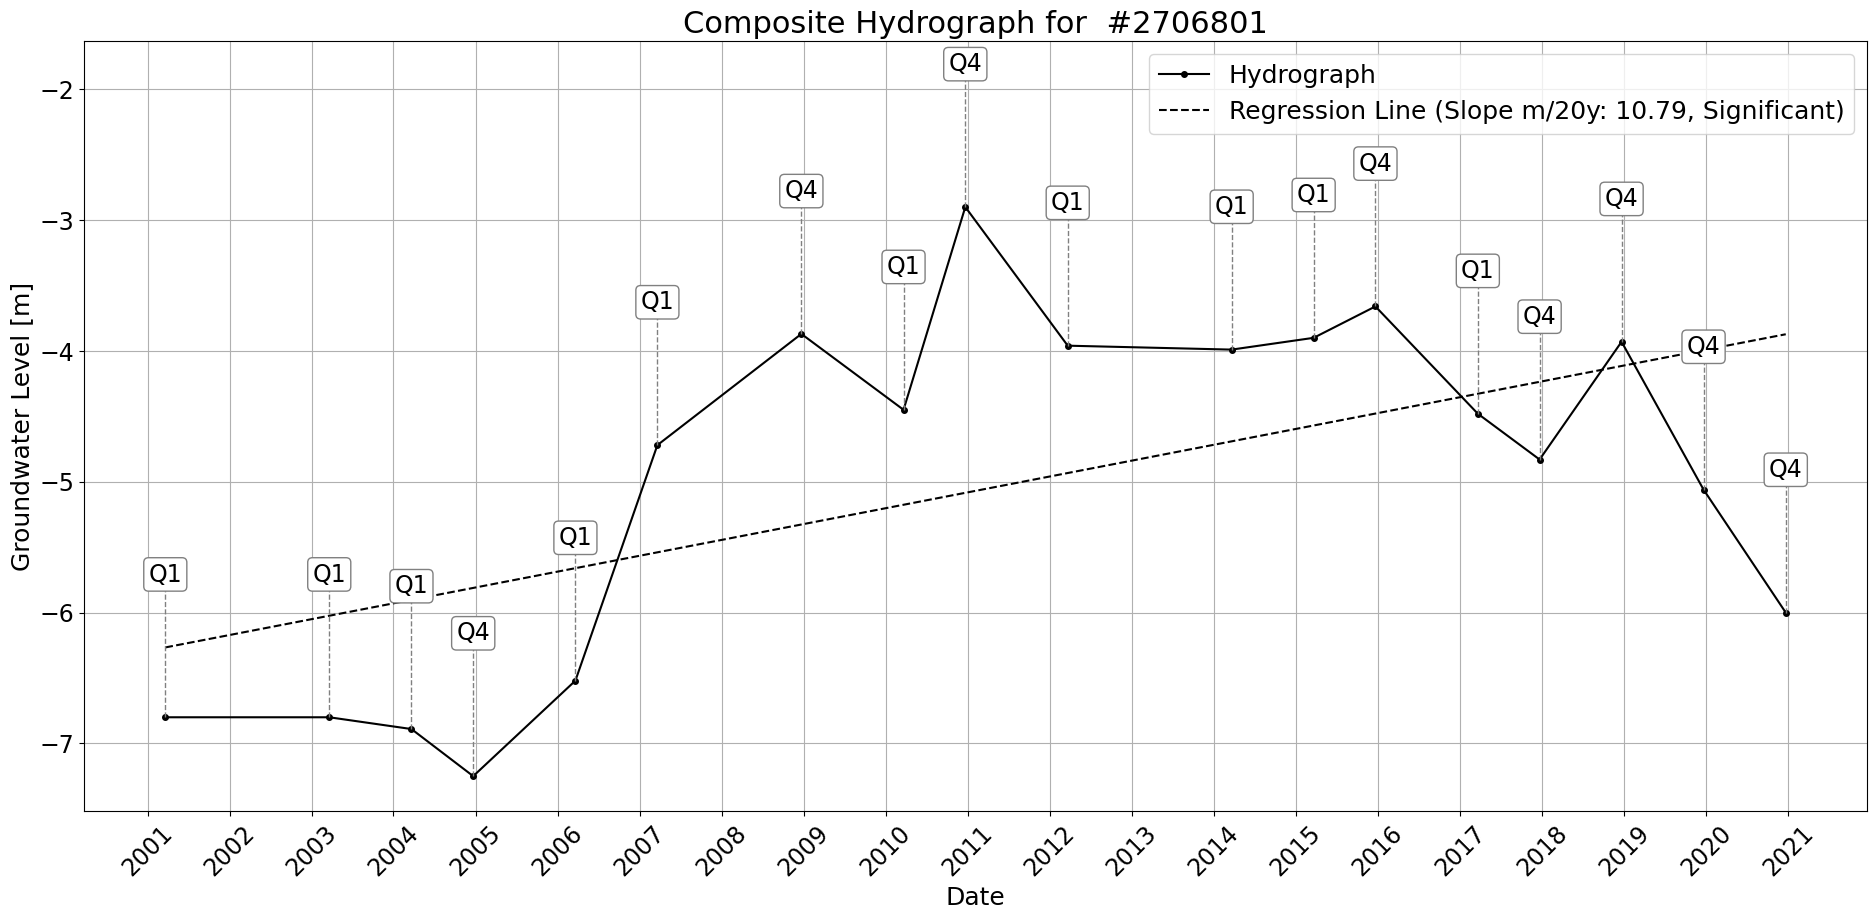 Composite Hydrograph for  #2706801
Hydrograph
Regression Line (Slope m/20y: 10.79, Significant)
Groundwater Level [m]
−2
−3
−4
−5
−6
−7
Q1
Q1
Q1
Q4
Q1
Q1
Q4
Q1
Q4
Q1
Q1
Q1
Q4
Q1
Q4
Q4
Q4
Q4
2001
2002
2003
2004
2005
2006
2007
2008
2009
2010
2011
2012
2013
2014
2015
2016
2017
2018
2019
2020
2021
Date